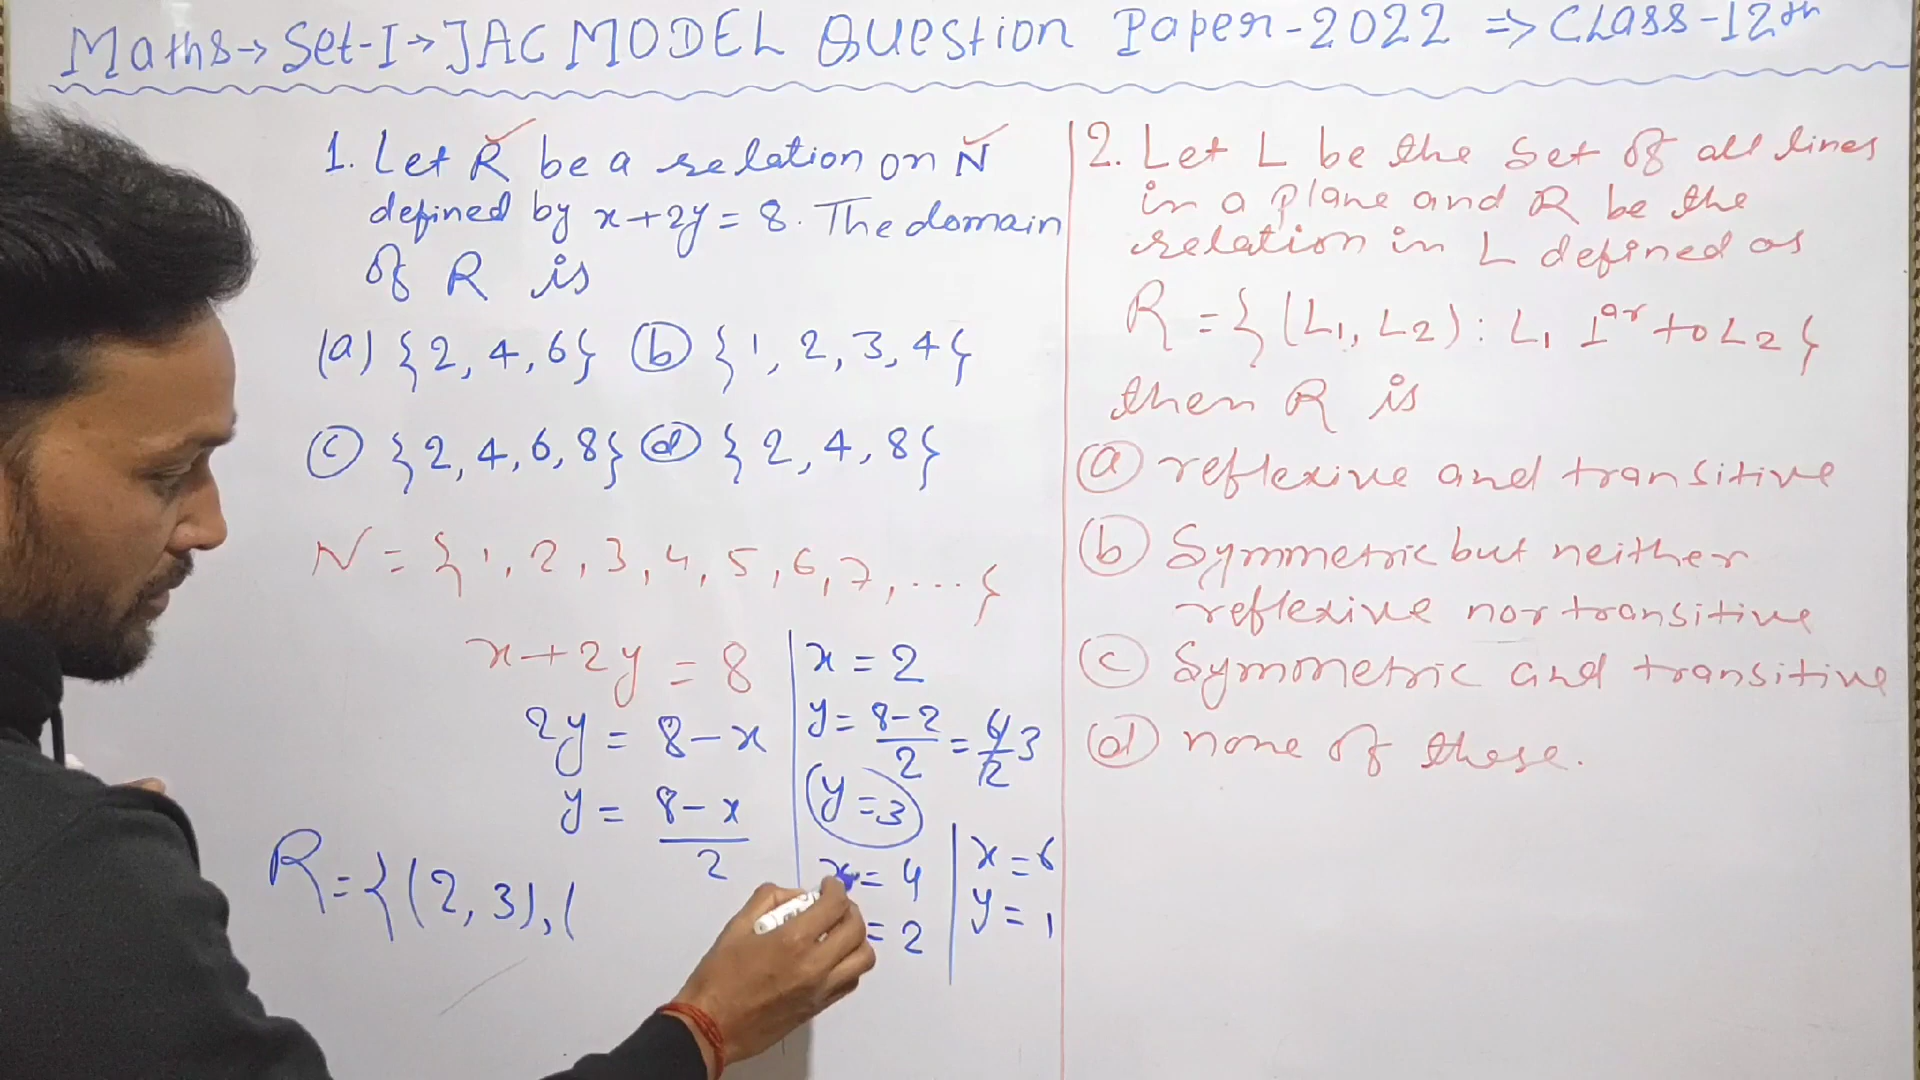 Maths→Set-I→JAC MODEL Question Paper-2022 ⇒ Class-12th
1. Let R be a relation on N
defined by x+2y=8. The domain
of R is
(a) {2,4,6} (b) {1,2,3,4}
(c) {2,4,6,8} (d) {2,4,8}
N = {1,2,3,4,5,6,7,...}
x+2y = 8
2y = 8-x
y = 8-x/2
R={(2,3),(
x=2
y= 8-2/2 = 6/2 3
y=3
x= 4
=2
x=6
y=1
2. Let L be the set of all lines
in a plane and R be the
relation in L defined as
R={(L1,L2): L1 ⊥ar to L2}
then R is
(a) reflexive and transitive
(b) Symmetric but neither
reflexive nor transitive
(c) Symmetric and transitive
(d) none of these.